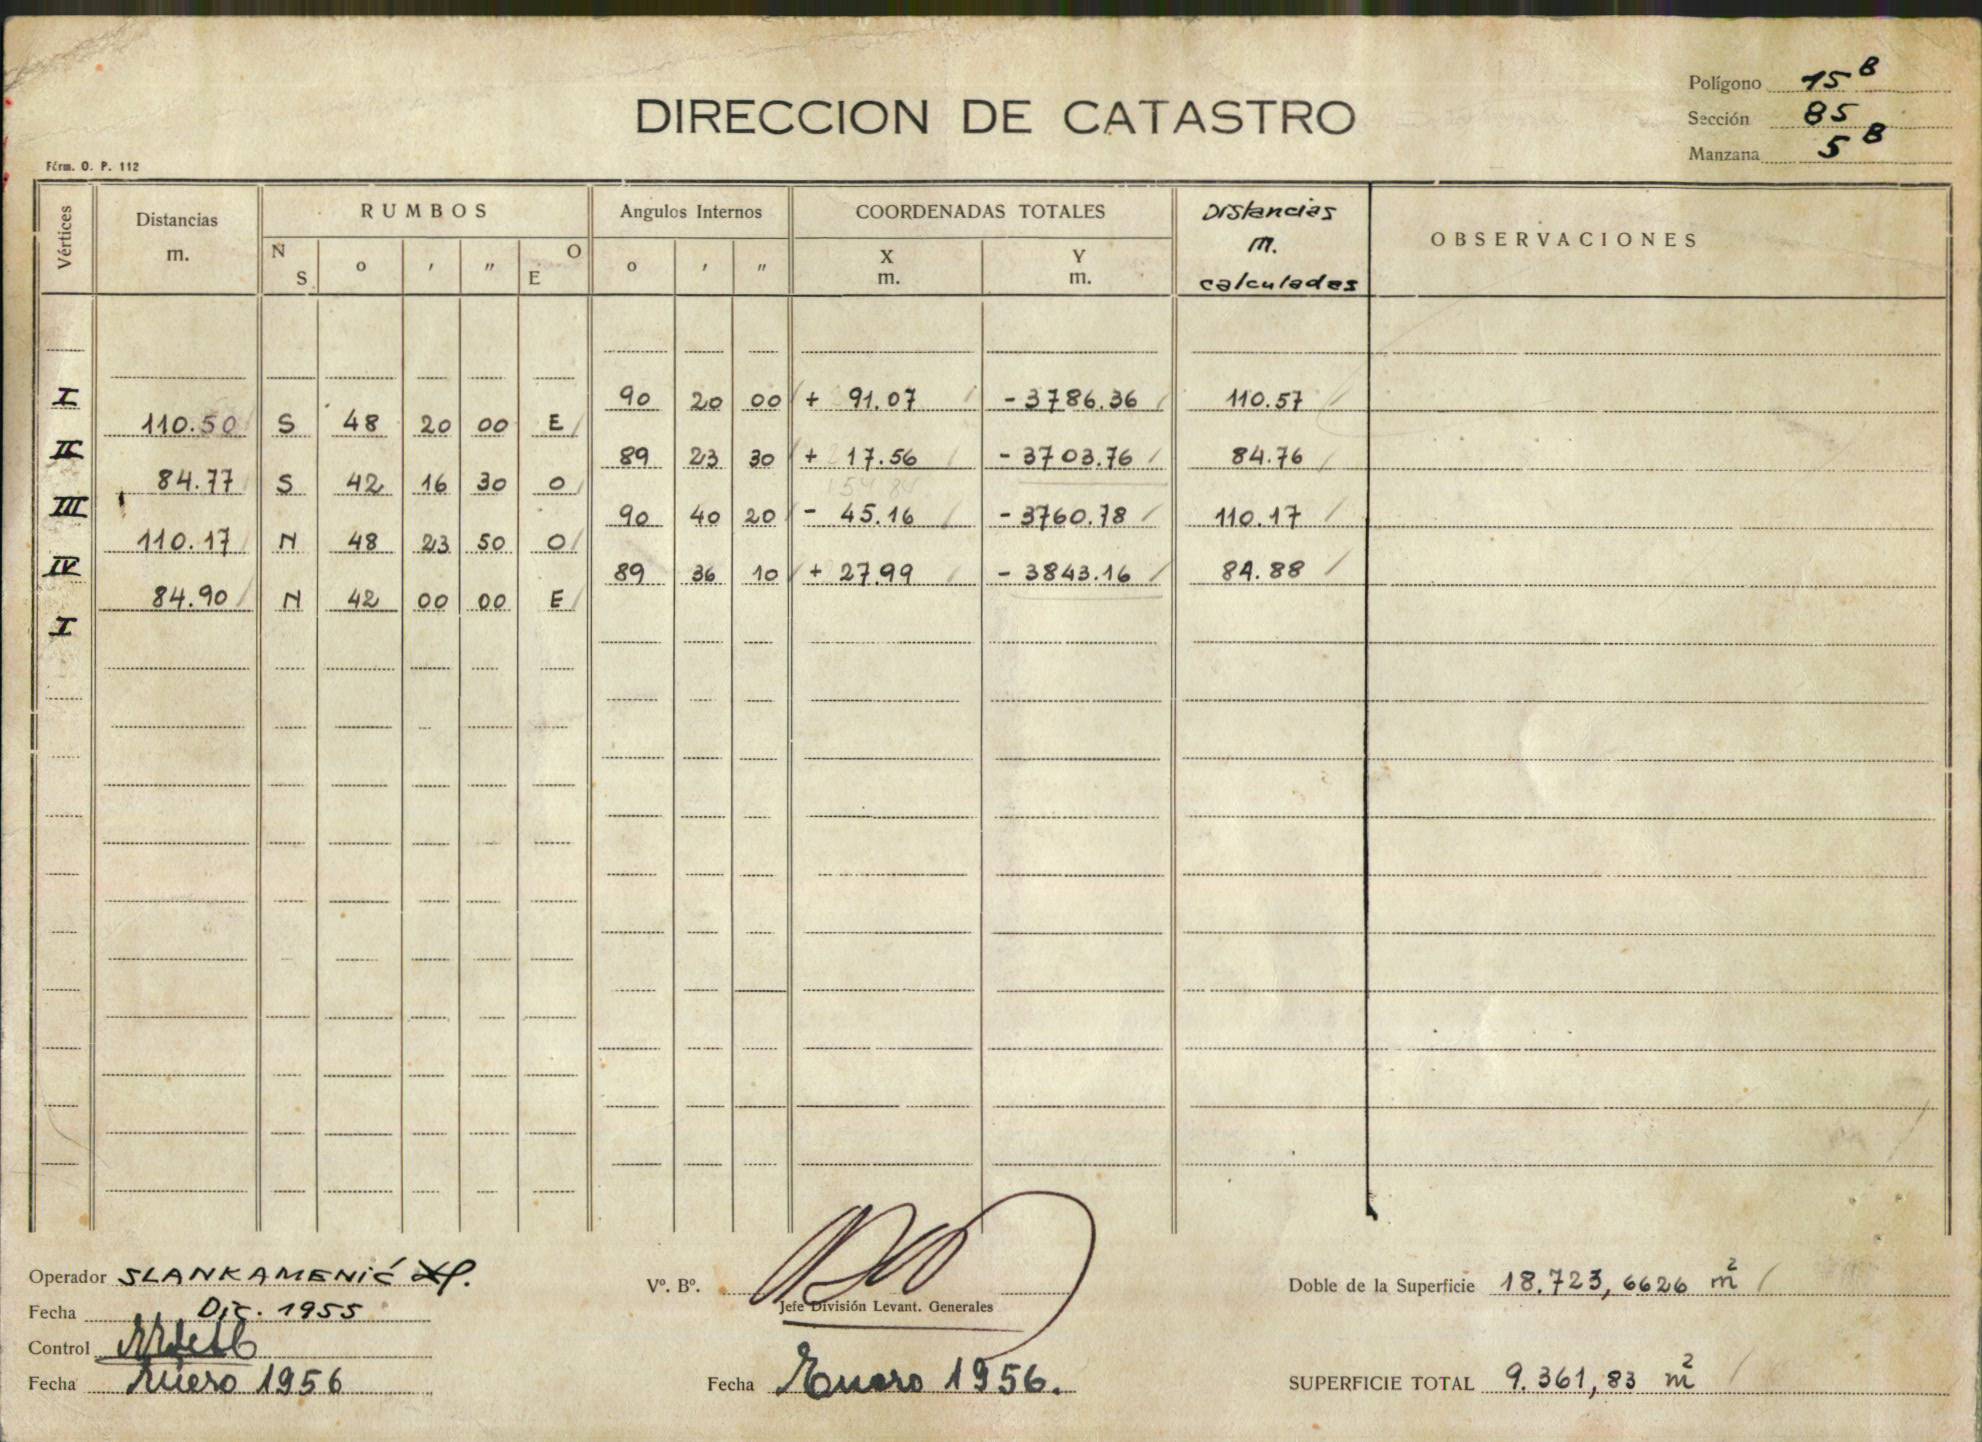 Polígono 15 B
Sección 85
Manzana 5 B
DIRECCION DE CATASTRO
Fórm. O. P. 112
Vértices Distancias m. RUMBOS N S o ′ ″ O E Angulos Internos o ′ ″ COORDENADAS TOTALES X m. Y m. Distancias m. calculadas OBSERVACIONES
I 90 20 00 + 91.07 - 3786.36 110.57
110.50 S 48 20 00 E
II 89 23 30 + 17.56 - 3703.76 84.76
84.77 S 42 16 30 O
III 90 40 20 - 45.16 - 3760.78 110.17
110.17 N 48 23 50 O
IV 89 36 10 + 27.99 - 3843.16 84.88
84.90 N 42 00 00 E
I
Operador SLANKAMENIĆ
Fecha Dic. 1955
Control
Fecha Enero 1956
Vº. Bº.
Jefe División Levant. Generales
Fecha Enero 1956.
Doble de la Superficie 18.723,6626 m²
SUPERFICIE TOTAL 9.361,83 m²